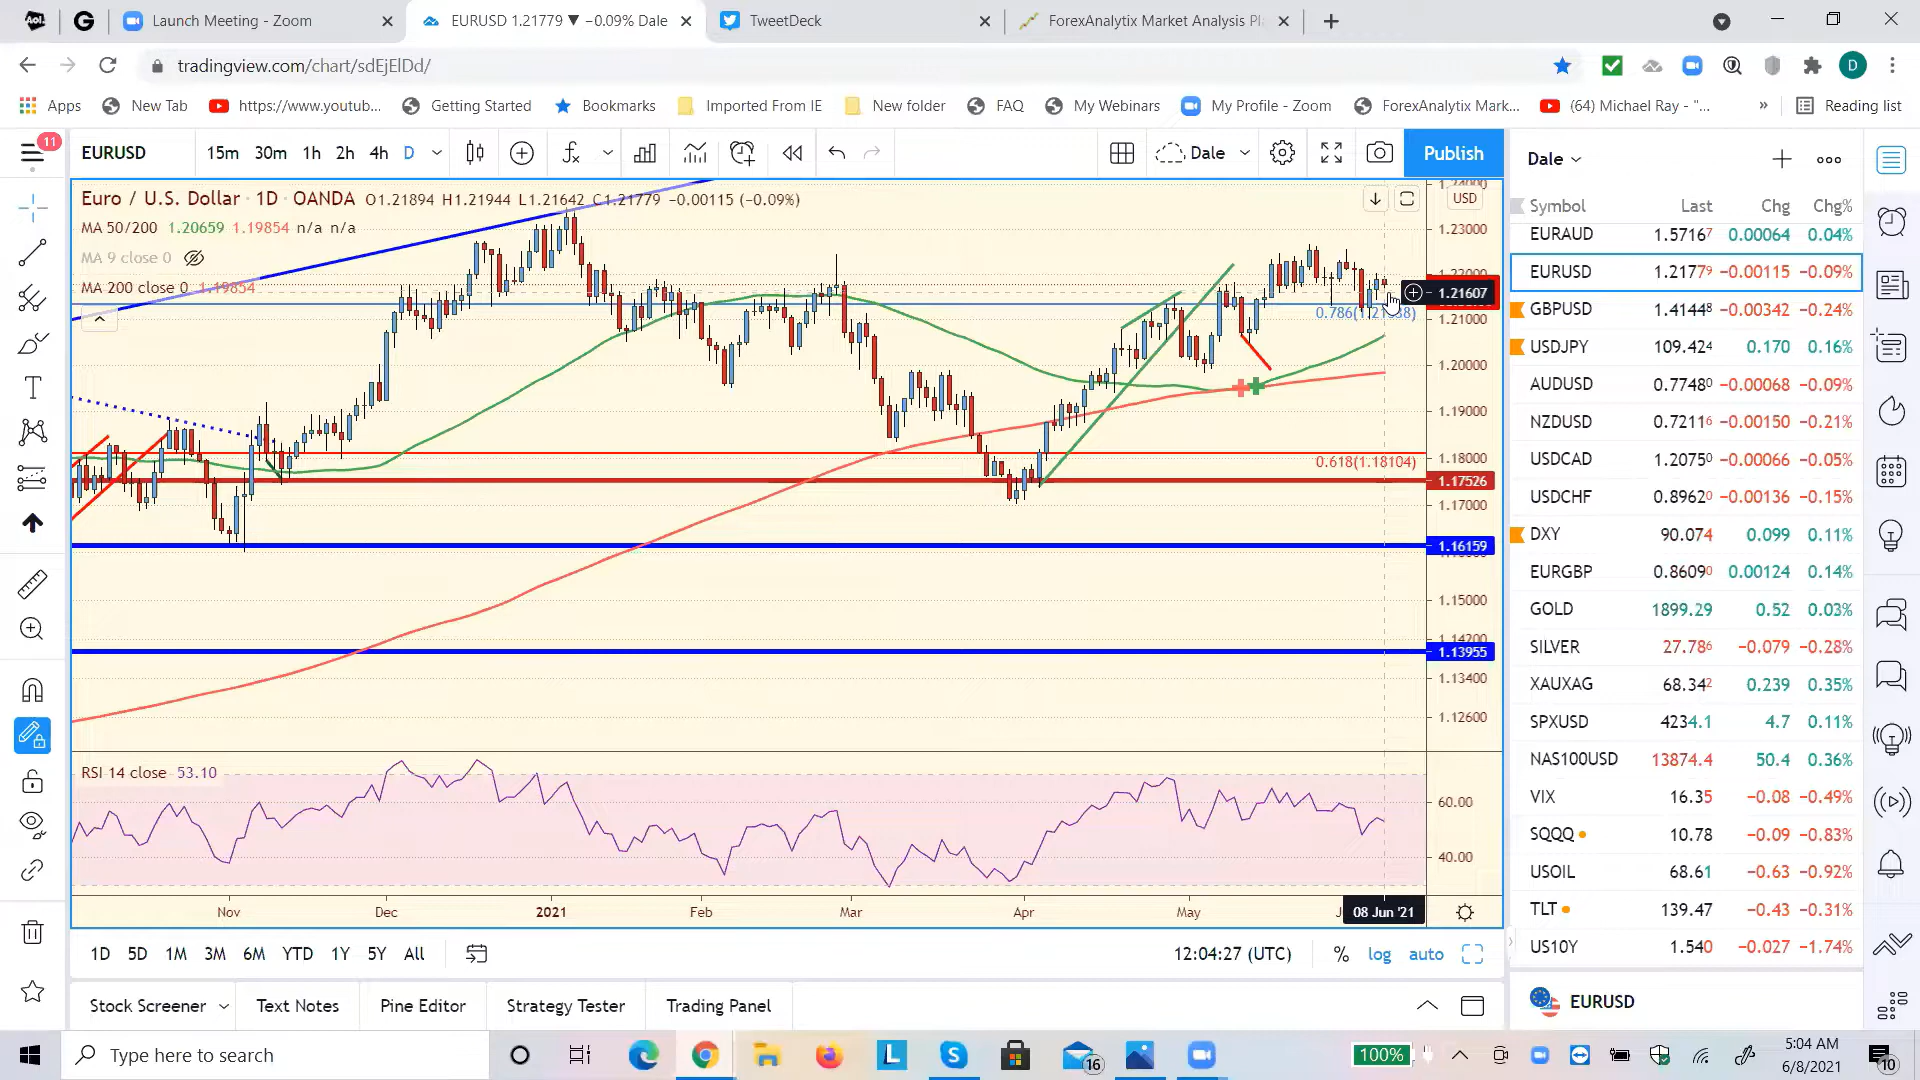 AOL. G Launch Meeting - Zoom EURUSD 1.21779 ▼ −0.09% Dale TweetDeck ForexAnalytix Market Analysis Pla
tradingview.com/chart/sdEjElDd/ D
Apps New Tab https://www.youtub... Getting Started Bookmarks Imported From IE New folder FAQ My Webinars My Profile - Zoom ForexAnalytix Mark... (64) Michael Ray - "... » Reading list
11 EURUSD 15m 30m 1h 2h 4h D Dale Publish
Dale
Euro / U.S. Dollar · 1D · OANDA O1.21894 H1.21944 L1.21642 C1.21779 −0.00115 (−0.09%)
MA 50/200 1.20659 1.19854 n/a n/a
MA 9 close 0
MA 200 close 0 1.19854
1.24000
USD
1.23000
1.22000
1.21607
0.786(1.21338)
1.21000
1.20000
1.19000
1.18000
0.618(1.18104)
1.17526
1.17000
1.16159
1.15000
1.14200
1.13955
1.13400
1.12600
RSI 14 close 53.10
60.00
40.00
Nov Dec 2021 Feb Mar Apr May 08 Jun '21
1D 5D 1M 3M 6M YTD 1Y 5Y All 12:04:27 (UTC) % log auto
Stock Screener Text Notes Pine Editor Strategy Tester Trading Panel
Symbol Last Chg Chg%
EURAUD 1.57167 0.00064 0.04%
EURUSD 1.21779 −0.00115 −0.09%
GBPUSD 1.41448 −0.00342 −0.24%
USDJPY 109.424 0.170 0.16%
AUDUSD 0.77480 −0.00068 −0.09%
NZDUSD 0.72116 −0.00150 −0.21%
USDCAD 1.20750 −0.00066 −0.05%
USDCHF 0.89620 −0.00136 −0.15%
DXY 90.074 0.099 0.11%
EURGBP 0.86090 0.00124 0.14%
GOLD 1899.29 0.52 0.03%
SILVER 27.786 −0.079 −0.28%
XAUXAG 68.342 0.239 0.35%
SPXUSD 4234.1 4.7 0.11%
NAS100USD 13874.4 50.4 0.36%
VIX 16.35 −0.08 −0.49%
SQQQ 10.78 −0.09 −0.83%
USOIL 68.61 −0.63 −0.92%
TLT 139.47 −0.43 −0.31%
US10Y 1.540 −0.027 −1.74%
EURUSD
Type here to search
L S 16 100% 5:04 AM
6/8/2021 10